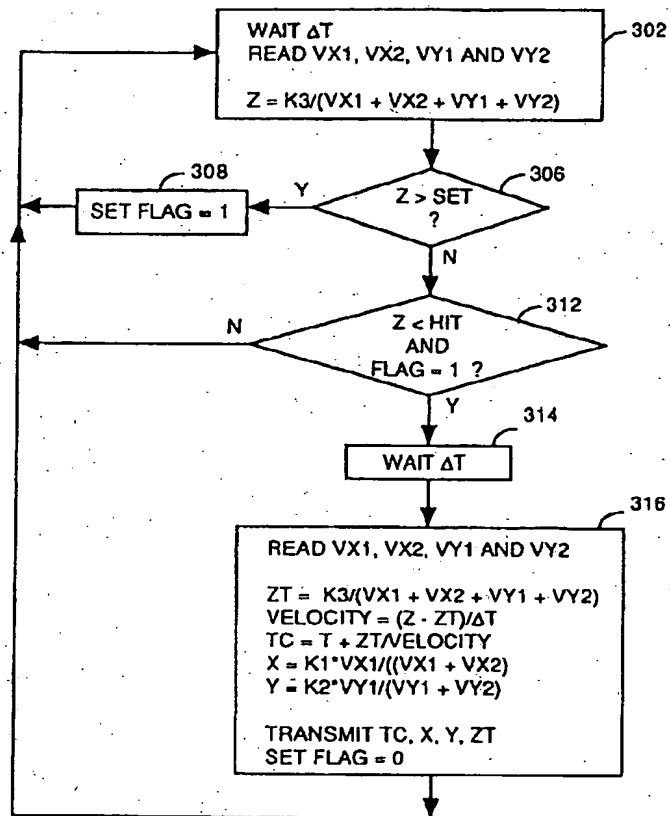 WAIT ΔT
READ VX1, VX2, VY1 AND VY2
Z = K3/(VX1 + VX2 + VY1 + VY2)
302
308
SET FLAG = 1
Y
Z > SET
?
306
N
312
Z < HIT
AND
FLAG = 1 ?
N
Y
314
WAIT ΔT
316
READ VX1, VX2, VY1 AND VY2
ZT = K3/(VX1 + VX2 + VY1 + VY2)
VELOCITY = (Z - ZT)/ΔT
TC = T + ZT/VELOCITY
X = K1*VX1/((VX1 + VX2)
Y = K2*VY1/(VY1 + VY2)
TRANSMIT TC, X, Y, ZT
SET FLAG = 0